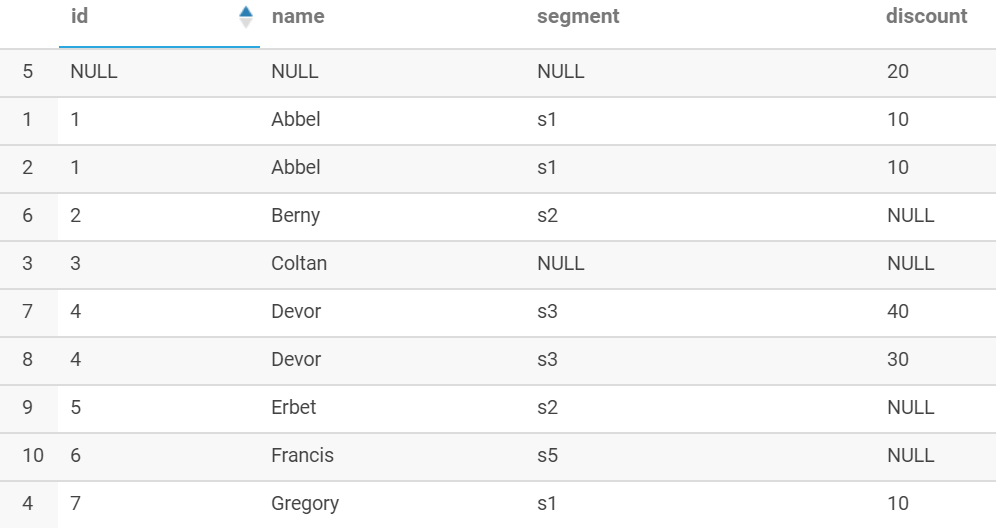 id name segment discount
5 NULL NULL NULL 20
1 1 Abbel s1 10
2 1 Abbel s1 10
6 2 Berny s2 NULL
3 3 Coltan NULL NULL
7 4 Devor s3 40
8 4 Devor s3 30
9 5 Erbet s2 NULL
10 6 Francis s5 NULL
4 7 Gregory s1 10